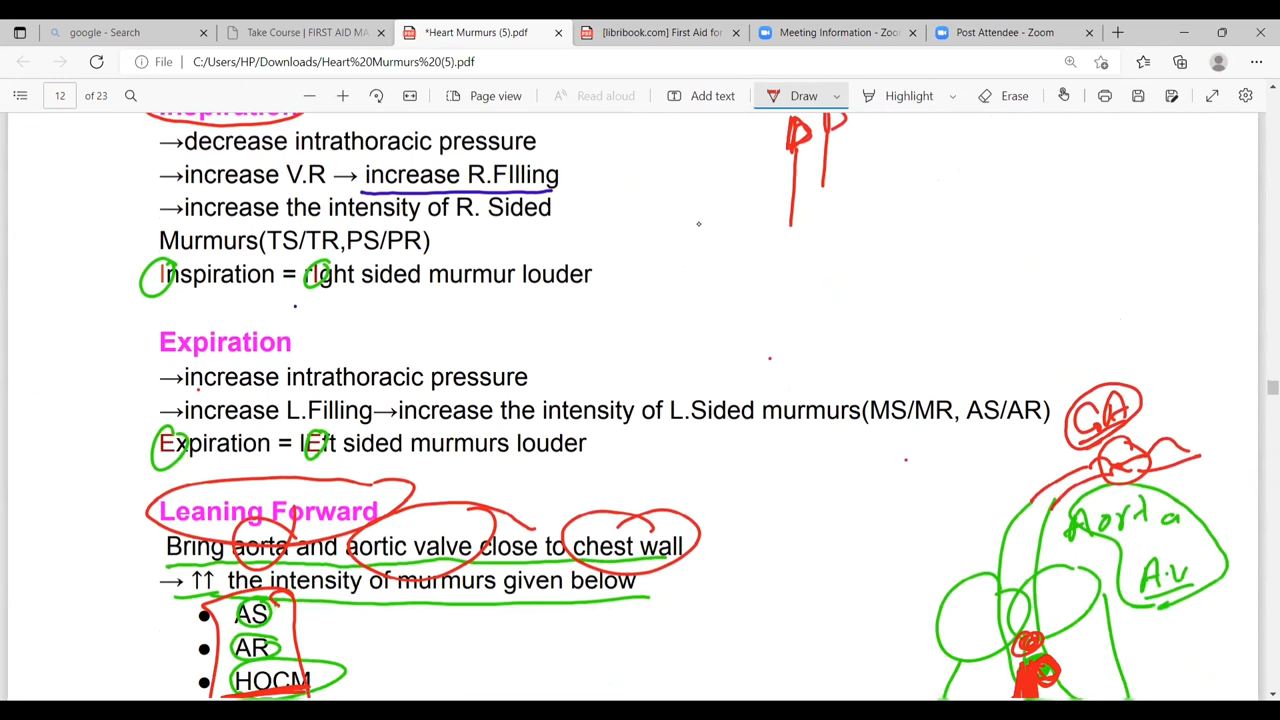 google - Search
Take Course | FIRST AID MA
*Heart Murmurs (5).pdf
[libribook.com] First Aid for
Meeting Information - Zoo
Post Attendee - Zoom
File
C:/Users/HP/Downloads/Heart%20Murmurs%20(5).pdf
12 of 23
Page view
Read aloud
Add text
Draw
Highlight
Erase
Inspiration
→decrease intrathoracic pressure
→increase V.R → increase R.FIlling
→increase the intensity of R. Sided
Murmurs(TS/TR,PS/PR)
Inspiration = rIght sided murmur louder
Expiration
→increase intrathoracic pressure
→increase L.Filling→increase the intensity of L.Sided murmurs(MS/MR, AS/AR)
Expiration = lEft sided murmurs louder
C.A
Leaning Forward
Aorta
Bring aorta and aortic valve close to chest wall
A.V
→ ↑↑ the intensity of murmurs given below
● AS
● AR
● HOCM